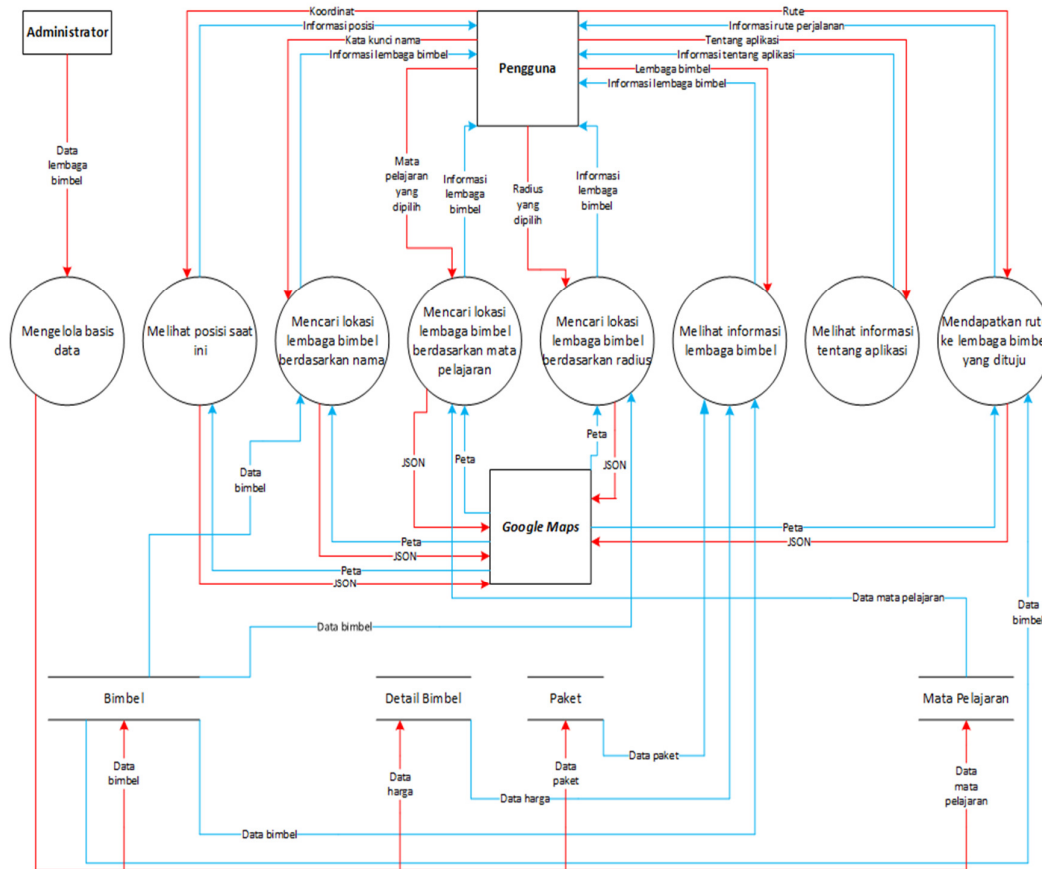 Koordinat
Informasi posisi
Kata kunci nama
Informasi lembaga bimbel
Rute
Informasi rute perjalanan
Tentang aplikasi
Informasi tentang aplikasi
Lembaga bimbel
Informasi lembaga bimbel
Administrator
Pengguna
Data
lembaga
bimbel
Mata
pelajaran
yang
dipilih
Informasi
lembaga
bimbel
Radius
yang
dipilih
Informasi
lembaga
bimbel
Mengelola basis
data
Melihat posisi saat
ini
Mencari lokasi
lembaga bimbel
berdasarkan nama
Mencari lokasi
lembaga bimbel
berdasarkan mata
pelajaran
Mencari lokasi
lembaga bimbel
berdasarkan radius
Melihat informasi
lembaga bimbel
Melihat informasi
tentang aplikasi
Mendapatkan rute
ke lembaga bimbel
yang dituju
Data
bimbel
JSON
Peta
Peta
JSON
Google Maps
Peta
JSON
Peta
JSON
Peta
JSON
Data mata pelajaran
Data
bimbel
Data bimbel
Bimbel
Detail Bimbel
Paket
Mata Pelajaran
Data
bimbel
Data
harga
Data
paket
Data paket
Data
mata
pelajaran
Data harga
Data bimbel